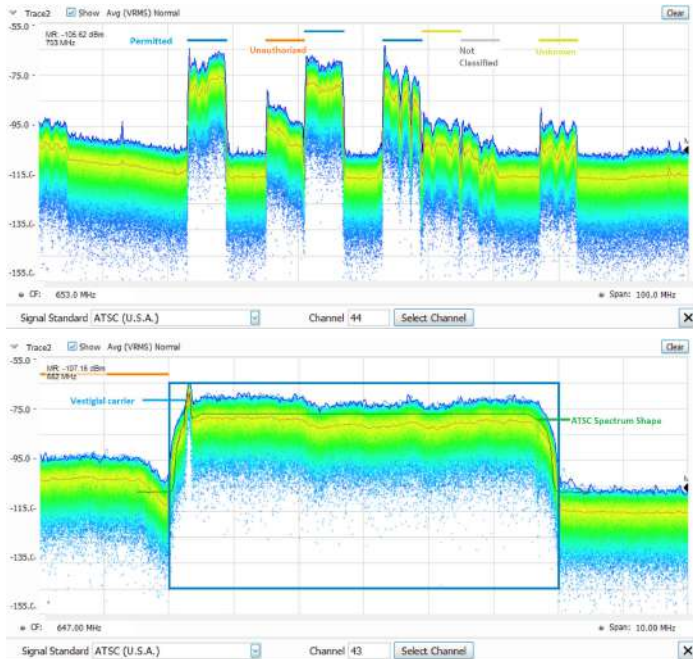 Trace2 Show Avg (VRMS) Normal Clear
-55.0
MR: -106.62 dBm
703 MHz
Permitted
Unauthorized
Not
Classified
Unknown
-75.0
-95.0
-115.0
-135.0
-155.0
CF: 653.0 MHz Span: 100.0 MHz
Signal Standard ATSC (U.S.A.) Channel 44 Select Channel X
Trace2 Show Avg (VRMS) Normal Clear
-55.0
MR: -107.16 dBm
652 MHz
Vestigial carrier
-75.0
ATSC Spectrum Shape
-95.0
-115.0
-135.0
-155.0
CF: 647.00 MHz Span: 10.00 MHz
Signal Standard ATSC (U.S.A.) Channel 43 Select Channel X